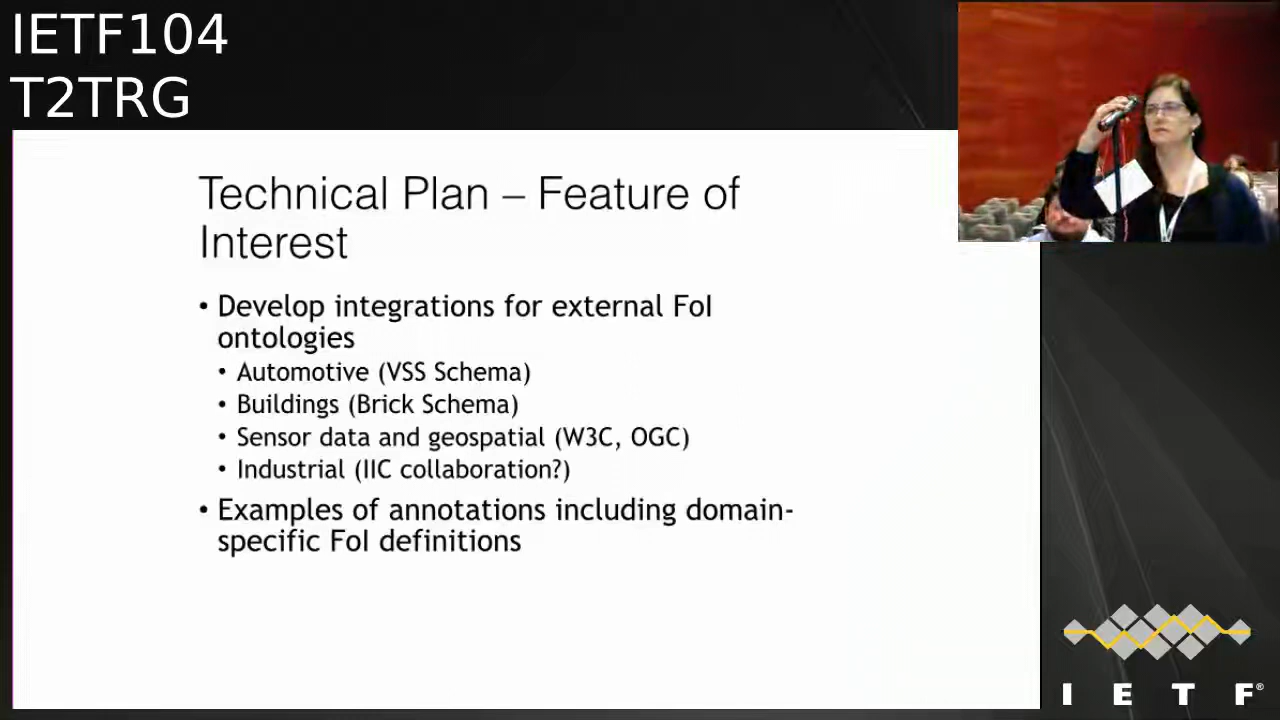 IETF104
T2TRG
Technical Plan – Feature of
Interest
• Develop integrations for external FoI
ontologies
• Automotive (VSS Schema)
• Buildings (Brick Schema)
• Sensor data and geospatial (W3C, OGC)
• Industrial (IIC collaboration?)
• Examples of annotations including domain-
specific FoI definitions
I E T F®